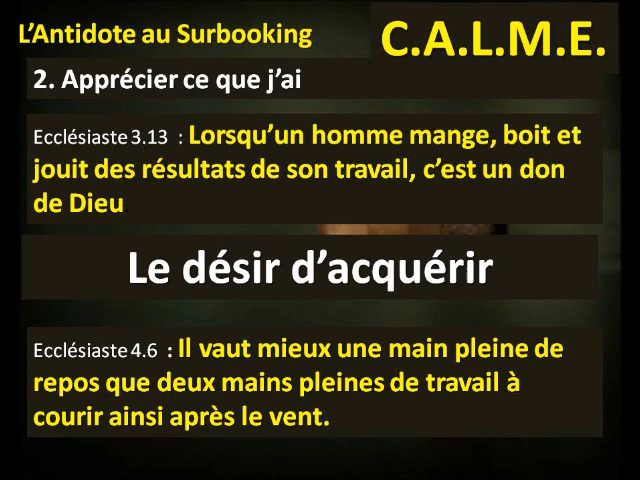 L’Antidote au Surbooking
C.A.L.M.E.
2. Apprécier ce que j’ai
Ecclésiaste 3.13 : Lorsqu’un homme mange, boit et
jouit des résultats de son travail, c’est un don
de Dieu.
Le désir d’acquérir
Ecclésiaste 4.6 : Il vaut mieux une main pleine de
repos que deux mains pleines de travail à
courir ainsi après le vent.